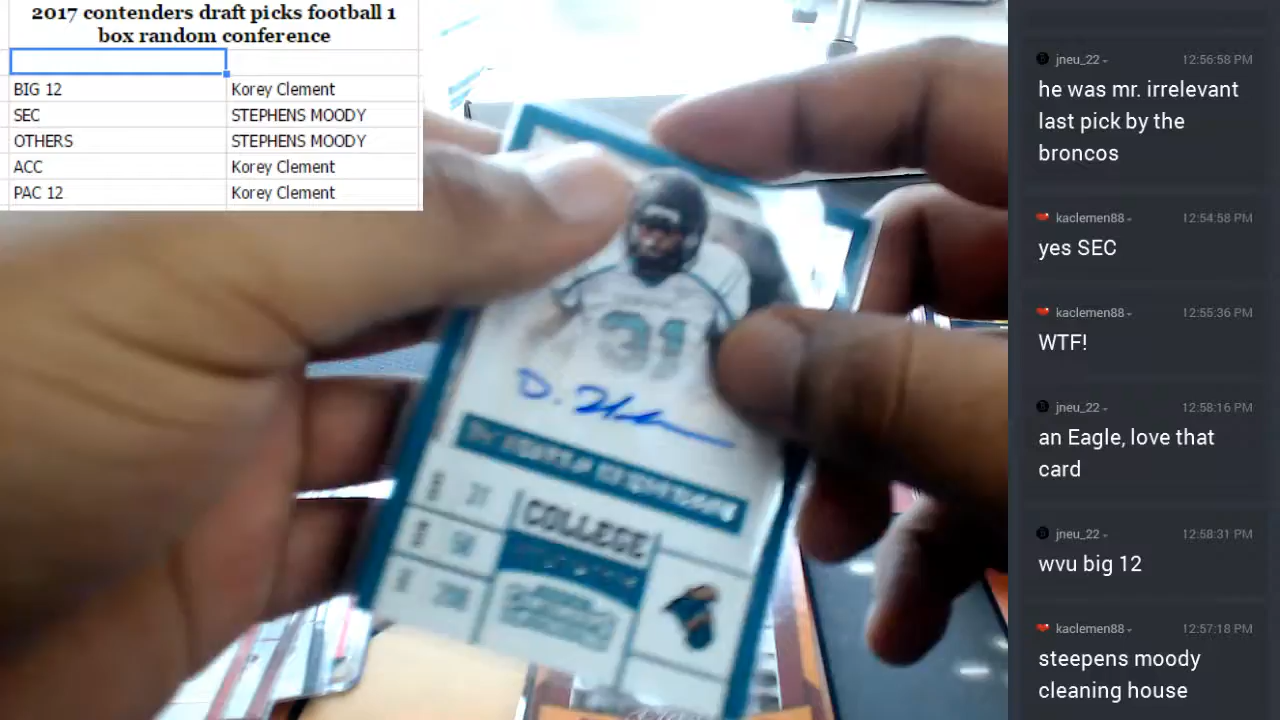 2017 contenders draft picks football 1
box random conference
BIG 12 Korey Clement
SEC STEPHENS MOODY
OTHERS STEPHENS MOODY
ACC Korey Clement
PAC 12 Korey Clement
31
COLLEGE
jneu_22 12:56:58 PM
he was mr. irrelevant
last pick by the
broncos
kaclemen88 12:54:58 PM
yes SEC
kaclemen88 12:55:36 PM
WTF!
jneu_22 12:58:16 PM
an Eagle, love that
card
jneu_22 12:58:31 PM
wvu big 12
kaclemen88 12:57:18 PM
steepens moody
cleaning house